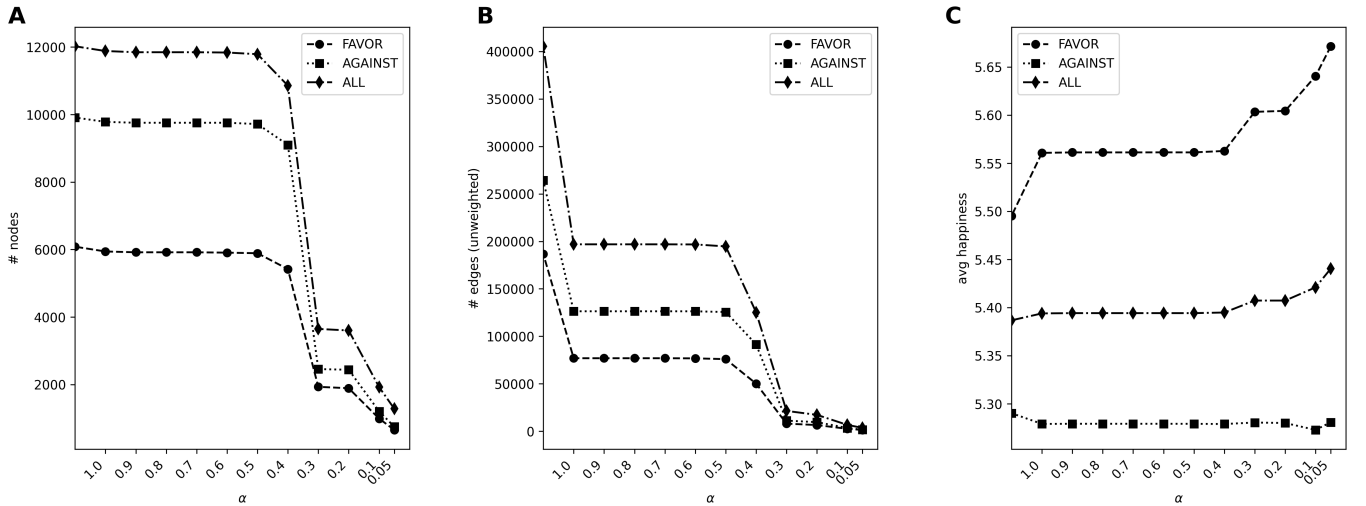 A
12000
10000
8000
6000
4000
2000
# nodes
FAVOR
AGAINST
ALL
1.0 0.9 0.8 0.7 0.6 0.5 0.4 0.3 0.2 0.1 0.05
α
B
400000
350000
300000
250000
200000
150000
100000
50000
0
# edges (unweighted)
FAVOR
AGAINST
ALL
1.0 0.9 0.8 0.7 0.6 0.5 0.4 0.3 0.2 0.1 0.05
α
C
5.65
5.60
5.55
5.50
5.45
5.40
5.35
5.30
avg happiness
FAVOR
AGAINST
ALL
1.0 0.9 0.8 0.7 0.6 0.5 0.4 0.3 0.2 0.1 0.05
α